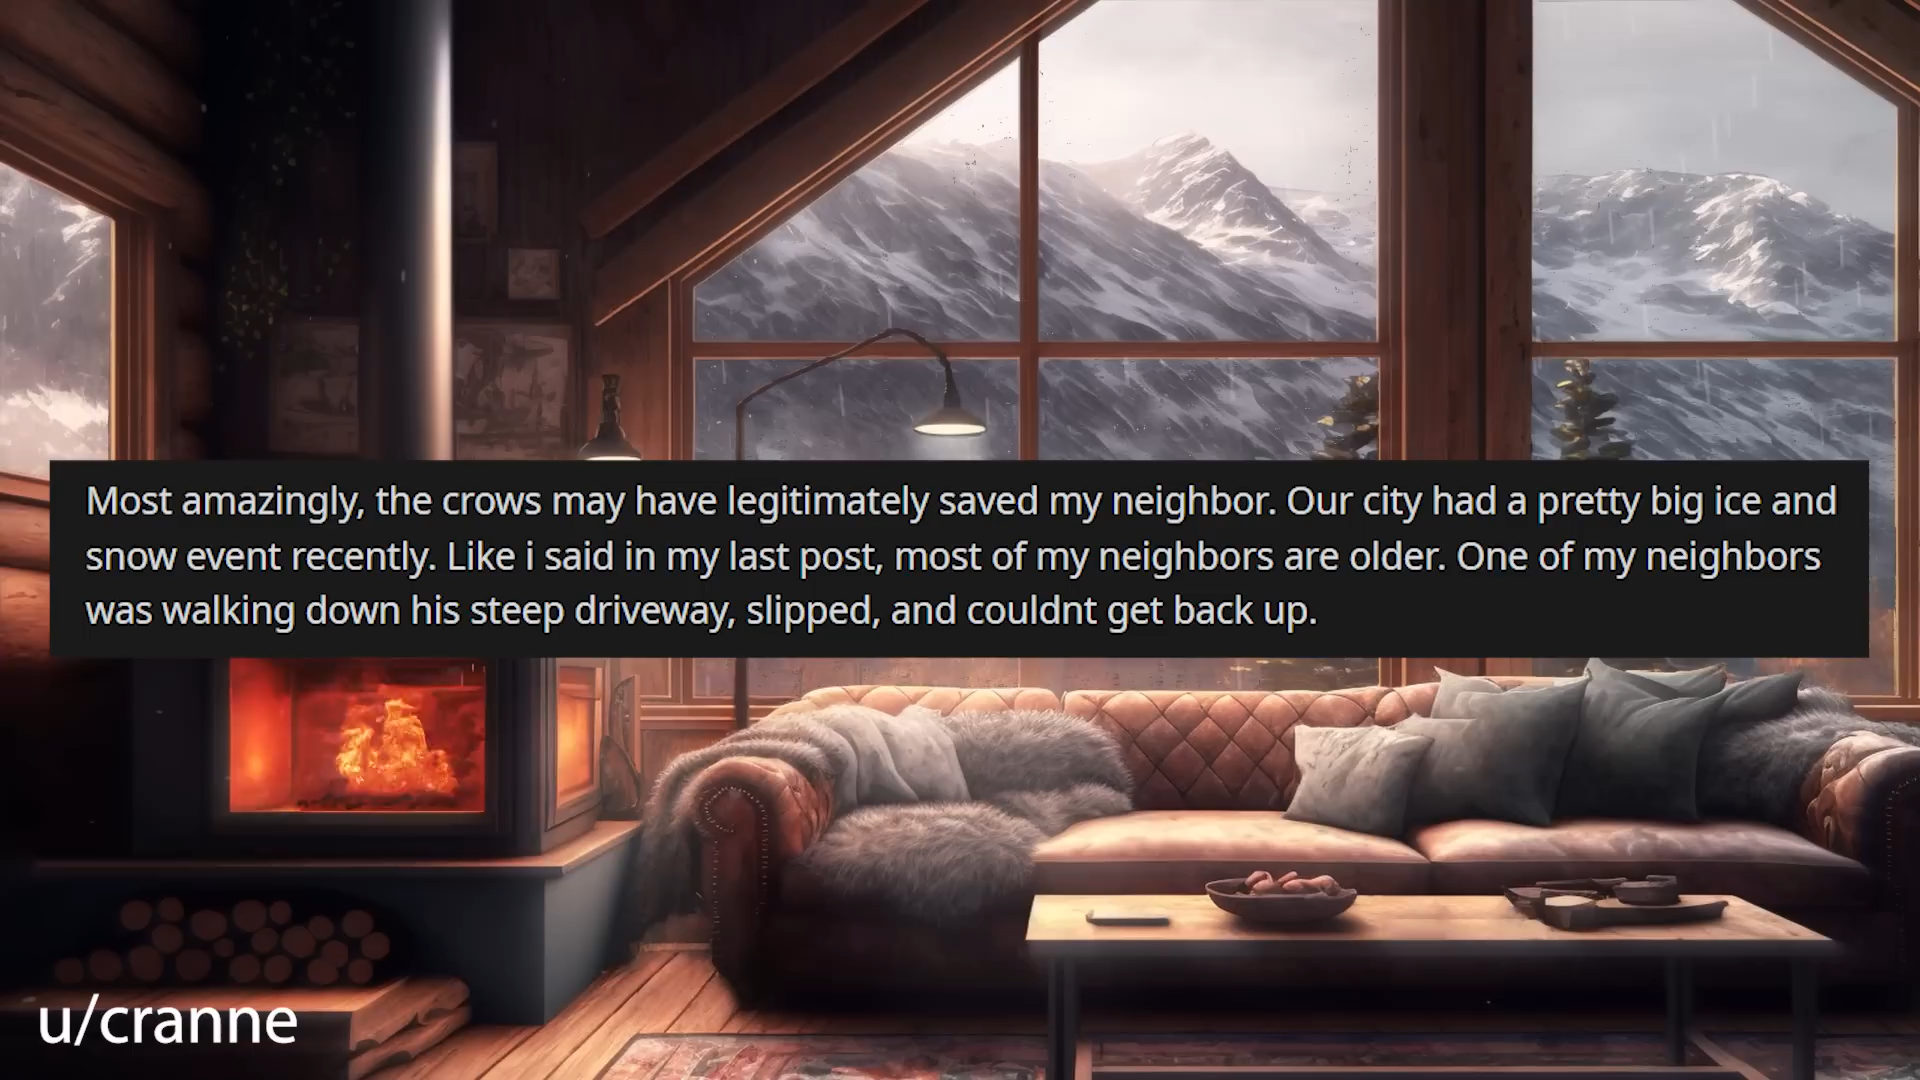 Most amazingly, the crows may have legitimately saved my neighbor. Our city had a pretty big ice and
snow event recently. Like i said in my last post, most of my neighbors are older. One of my neighbors
was walking down his steep driveway, slipped, and couldnt get back up.
u/cranne